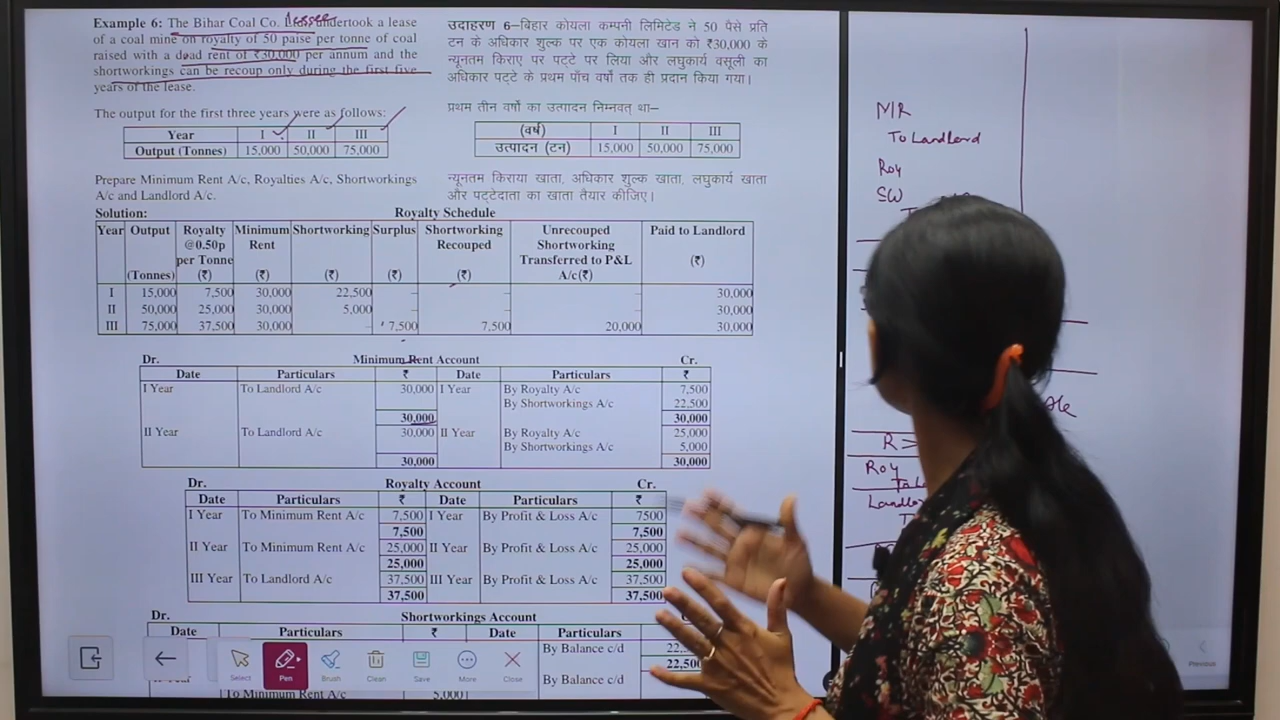 Example 6: The Bihar Coal Co. undertook a lease
lessee
of a coal mine on royalty of 50 paise per tonne of coal
raised with a dead rent of ₹30,000 per annum and the
shortworkings can be recoup only during the first five
years of the lease.
The output for the first three years were as follows:
Year I II III
Output (Tonnes) 15,000 50,000 75,000
Prepare Minimum Rent A/c, Royalties A/c, Shortworkings
A/c and Landlord A/c.
उदाहरण 6–बिहार कोयला कम्पनी लिमिटेड ने 50 पैसे प्रति
टन के अधिकार शुल्क पर एक कोयला खान को ₹30,000 के
न्यूनतम किराए पर पट्टे पर लिया और लघुकार्य वसूली का
अधिकार पट्टे के प्रथम पाँच वर्षों तक ही प्रदान किया गया।
प्रथम तीन वर्षों का उत्पादन निम्नवत् था–
(वर्ष) I II III
उत्पादन (टन) 15,000 50,000 75,000
न्यूनतम किराया खाता, अधिकार शुल्क खाता, लघुकार्य खाता
और पट्टेदाता का खाता तैयार कीजिए।
Solution: Royalty Schedule
Year Output Royalty Minimum Shortworking Surplus Shortworking Unrecouped Paid to Landlord
@0.50p Rent Recouped Shortworking
per Tonne Transferred to P&L
(Tonnes) (₹) (₹) (₹) (₹) (₹) A/c(₹) (₹)
I 15,000 7,500 30,000 22,500 – – – 30,000
II 50,000 25,000 30,000 5,000 – – – 30,000
III 75,000 37,500 30,000 – 7,500 7,500 20,000 30,000
Dr. Minimum Rent Account Cr.
Date Particulars ₹ Date Particulars ₹
I Year To Landlord A/c 30,000 I Year By Royalty A/c 7,500
By Shortworkings A/c 22,500
30,000 30,000
II Year To Landlord A/c 30,000 II Year By Royalty A/c 25,000
By Shortworkings A/c 5,000
30,000 30,000
Dr. Royalty Account Cr.
Date Particulars ₹ Date Particulars ₹
I Year To Minimum Rent A/c 7,500 I Year By Profit & Loss A/c 7500
7,500 7,500
II Year To Minimum Rent A/c 25,000 II Year By Profit & Loss A/c 25,000
25,000 25,000
III Year To Landlord A/c 37,500 III Year By Profit & Loss A/c 37,500
37,500 37,500
Dr. Shortworkings Account
Date Particulars ₹ Date Particulars
By Balance c/d
22,500
By Balance c/d
To Minimum Rent A/c 5,000
Select Pen Brush Clean Save More Close
Previous
M/R
To Landlord
Roy
SW
R >
Roy